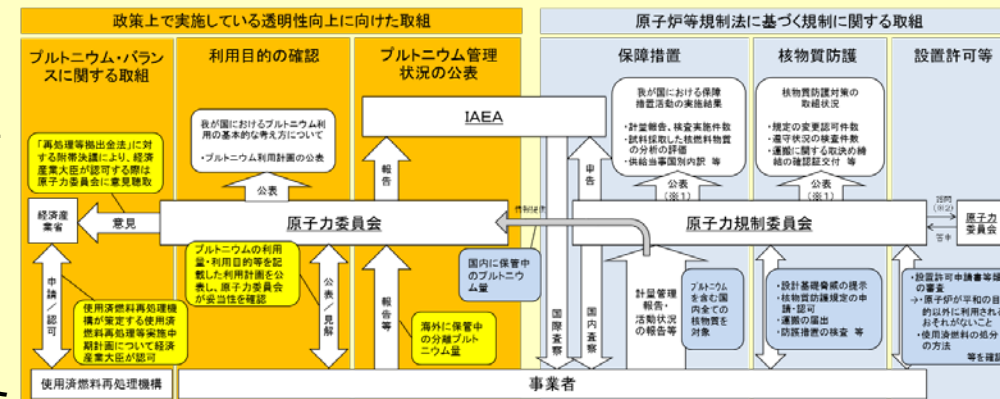 政策上で実施している透明性向上に向けた取組
原子炉等規制法に基づく規制に関する取組
プルトニウム・バラン
スに関する取組
利用目的の確認
プルトニウム管理
状況の公表
保障措置
核物質防護
設置許可等
「再処理等拠出金法」に対
する附帯決議により、経済
産業大臣が認可する際は
原子力委員会に意見聴取
我が国におけるプルトニウム利
用の基本的な考え方について
・プルトニウム利用計画の公表
IAEA
我が国における保障
措置活動の実施結果
・計量報告、検査実施件数
・試料採取した核燃料物質
の分析の評価
・供給当事国別内訳 等
核物質防護対策の
取組状況
・規定の変更認可件数
・遵守状況の検査件数
・運搬に関する取決め締
結の確認証交付 等
公表
報告
申告
公表
(※1)
公表
(※1)
経済産
業省
意見
原子力委員会
情報提供
原子力規制委員会
諮問
(※2)
答申
原子力
委員会
申請/認可
使用済燃料再処理機
構が策定する使用済
燃料再処理等実施中
期計画について経済
産業大臣が認可
プルトニウムの利用
量・利用目的等を記
載した利用計画を公
表し、原子力委員会
が妥当性を確認
公表/見解
報告等
海外に保管中
の分離プルト
ニウム量
国内に保管中
のプルトニウ
ム量
国際査察
国内査察
計量管理
報告・
活動状況
の報告等
プルトニウム
を含む国
内全ての
核物質を
対象
・設計基礎脅威の提示
・核物質防護規定の申
請・認可
・運搬の届出
・防護措置の検査 等
・設置許可申請書等
の審査
→・原子炉が平和の目
的以外に利用される
おそれがないこと
・使用済燃料の処分
の方法
等を確認
使用済燃料再処理機構
事業者